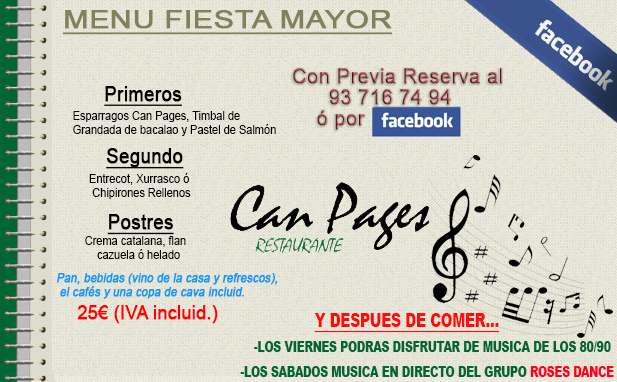 MENU FIESTA MAYOR
facebook
Primeros
Esparragos Can Pages, Timbal de
Grandada de bacalao y Pastel de Salmón
Segundo
Entrecot, Xurrasco ó
Chipirones Rellenos
Postres
Crema catalana, flan
cazuela ó helado
Pan, bebidas (vino de la casa y refrescos),
el cafés y una copa de cava incluid.
25€ (IVA incluid.)
Con Previa Reserva al
93 716 74 94
ó por facebook
Can Pages
RESTAURANTE
Y DESPUES DE COMER...
-LOS VIERNES PODRAS DISFRUTAR DE MUSICA DE LOS 80/90
-LOS SABADOS MUSICA EN DIRECTO DEL GRUPO ROSES DANCE